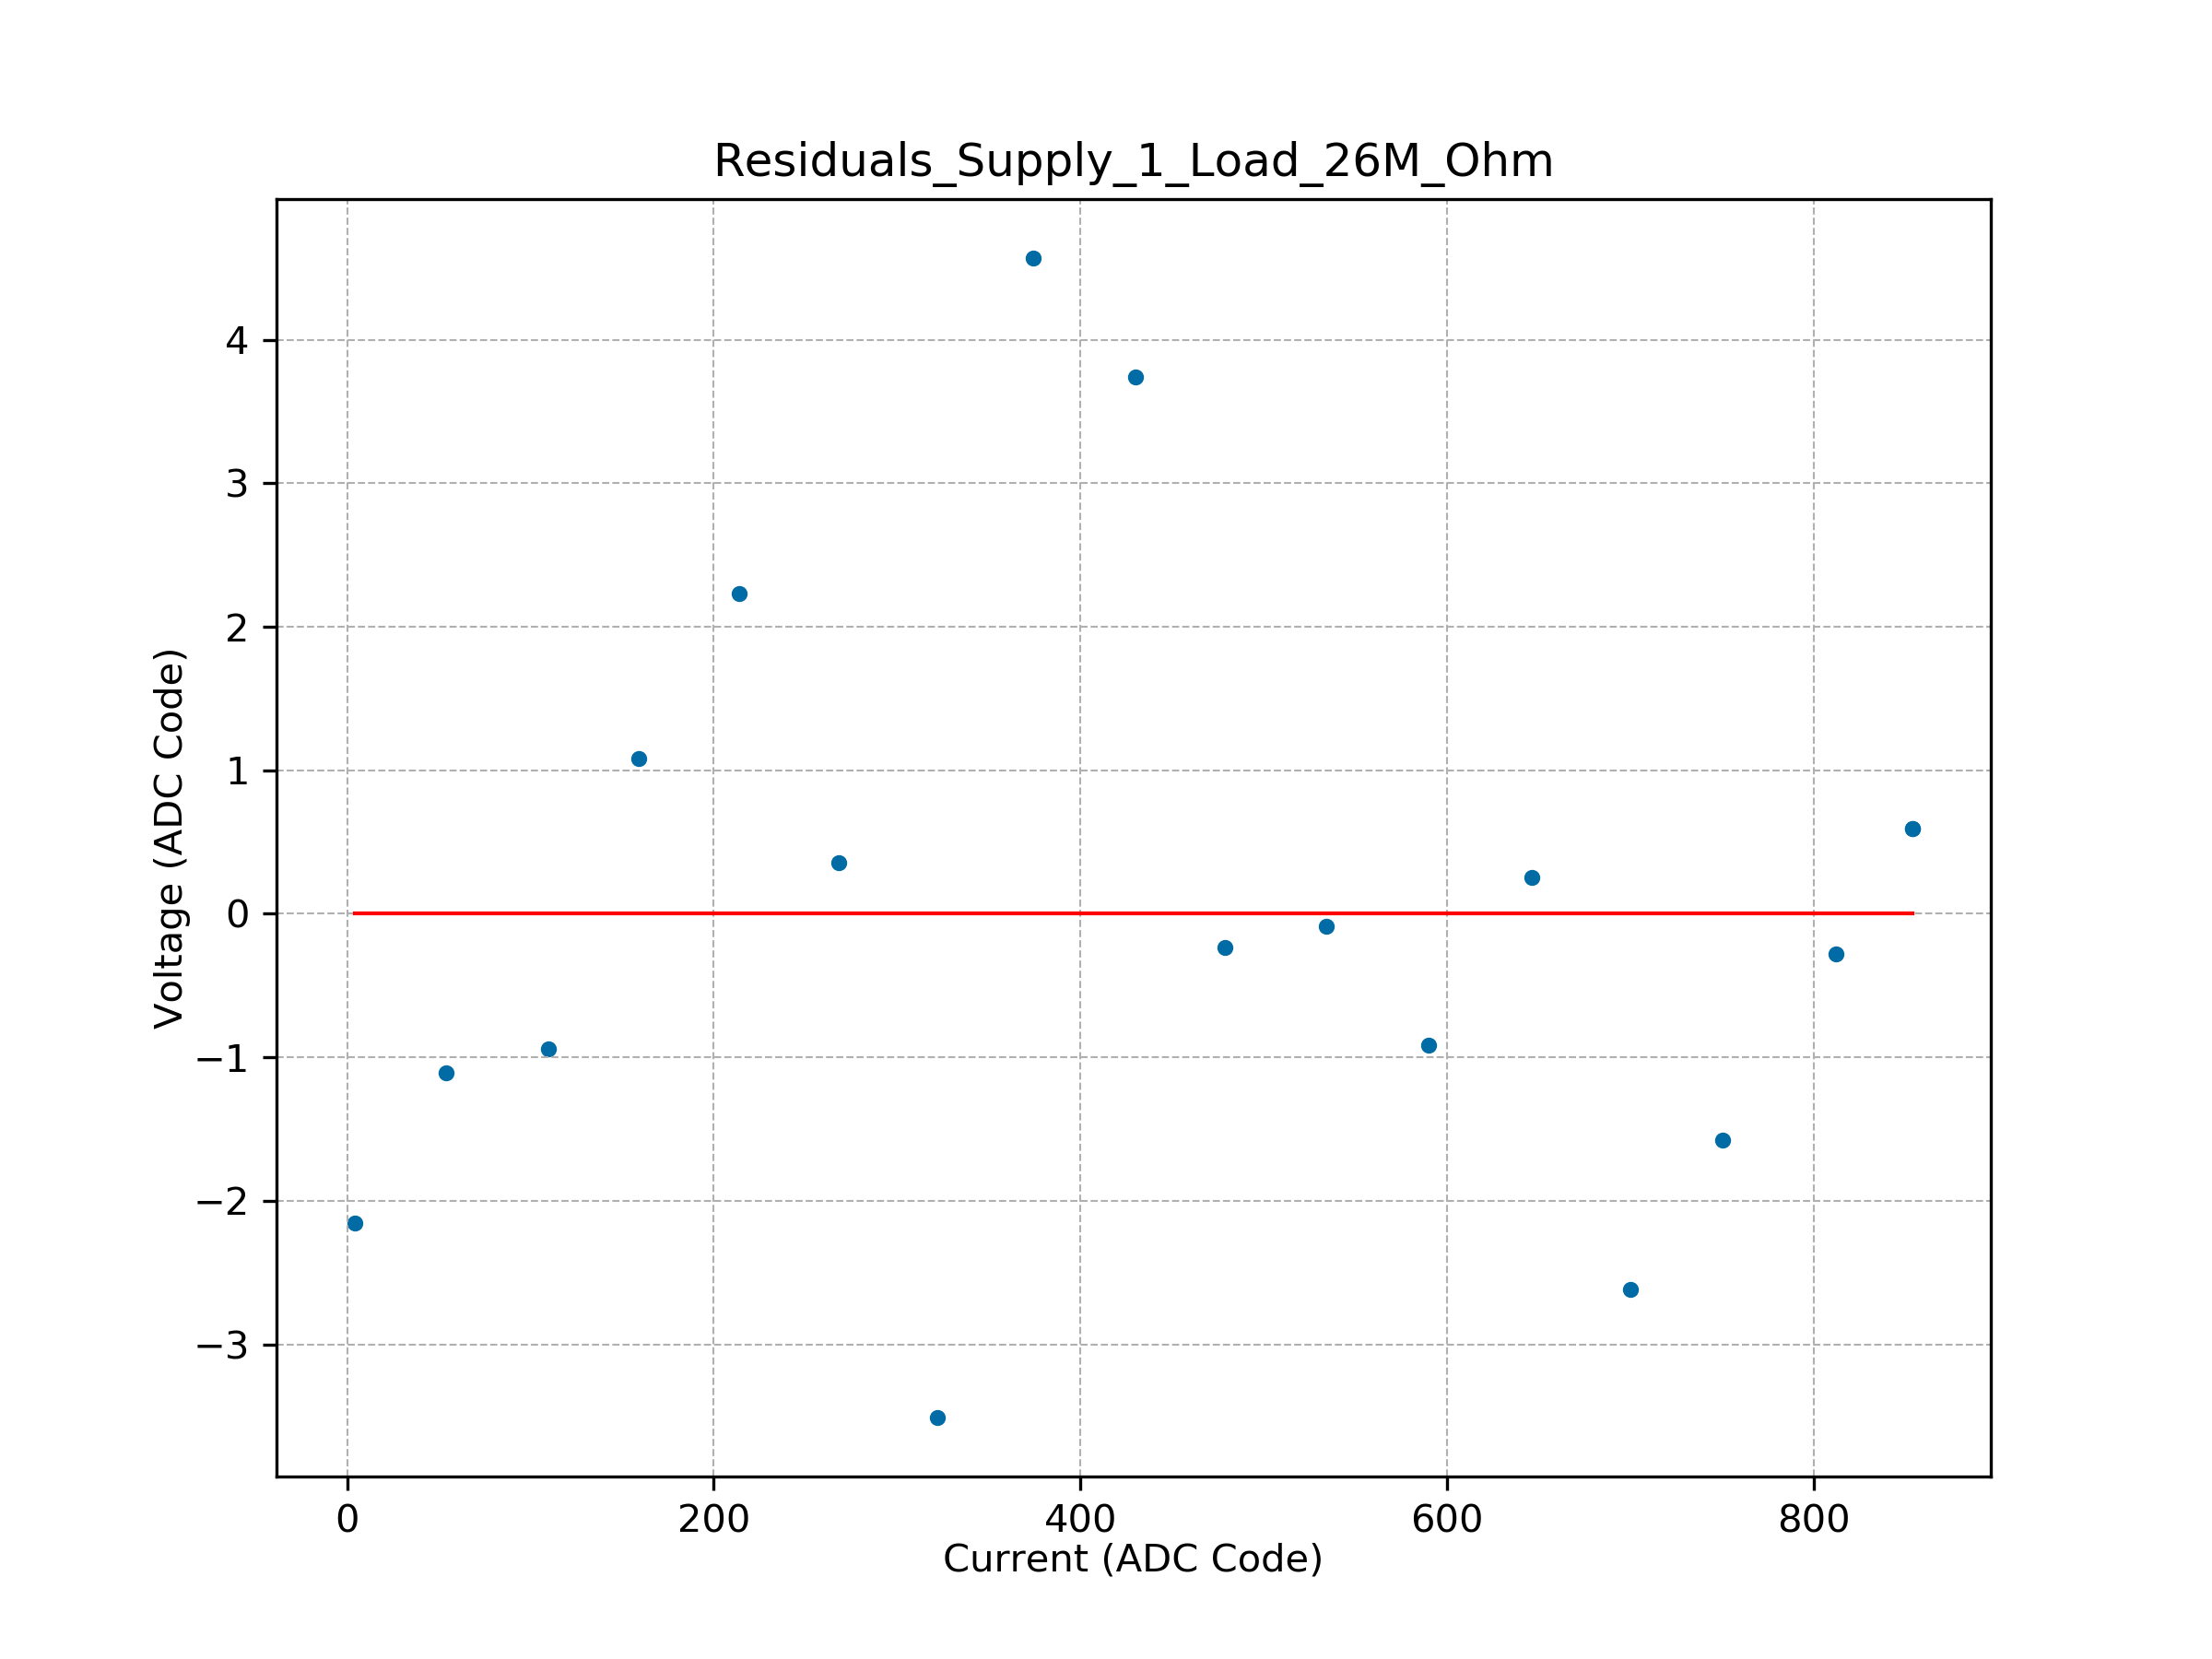 Residuals_Supply_1_Load_26M_Ohm
Voltage (ADC Code)
4
3
2
1
0
−1
−2
−3
0 200 400 600 800
Current (ADC Code)